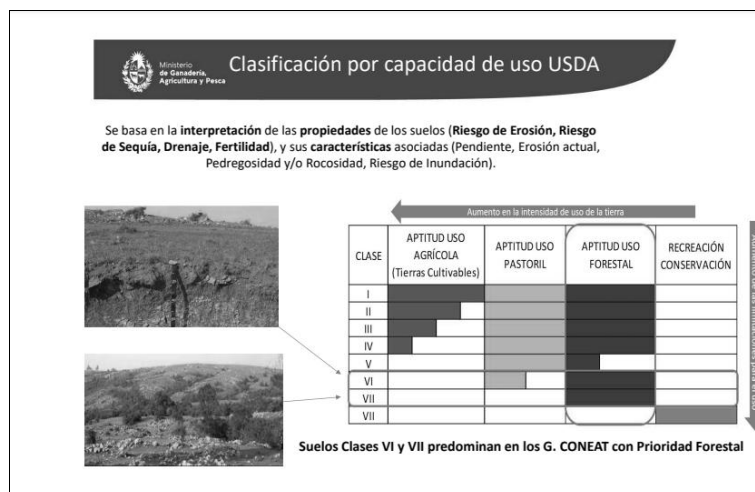 Ministerio
de Ganadería,
Agricultura y Pesca
Clasificación por capacidad de uso USDA
Se basa en la interpretación de las propiedades de los suelos (Riesgo de Erosión, Riesgo
de Sequía, Drenaje, Fertilidad), y sus características asociadas (Pendiente, Erosión actual,
Pedregosidad y/o Rocosidad, Riesgo de Inundación).
Aumento en la intensidad de uso de la tierra
CLASE
APTITUD USO
AGRÍCOLA
(Tierras Cultivables)
APTITUD USO
PASTORIL
APTITUD USO
FORESTAL
RECREACIÓN
CONSERVACIÓN
I
II
III
IV
V
VI
VII
VII
Suelos Clases VI y VII predominan en los G. CONEAT con Prioridad Forestal